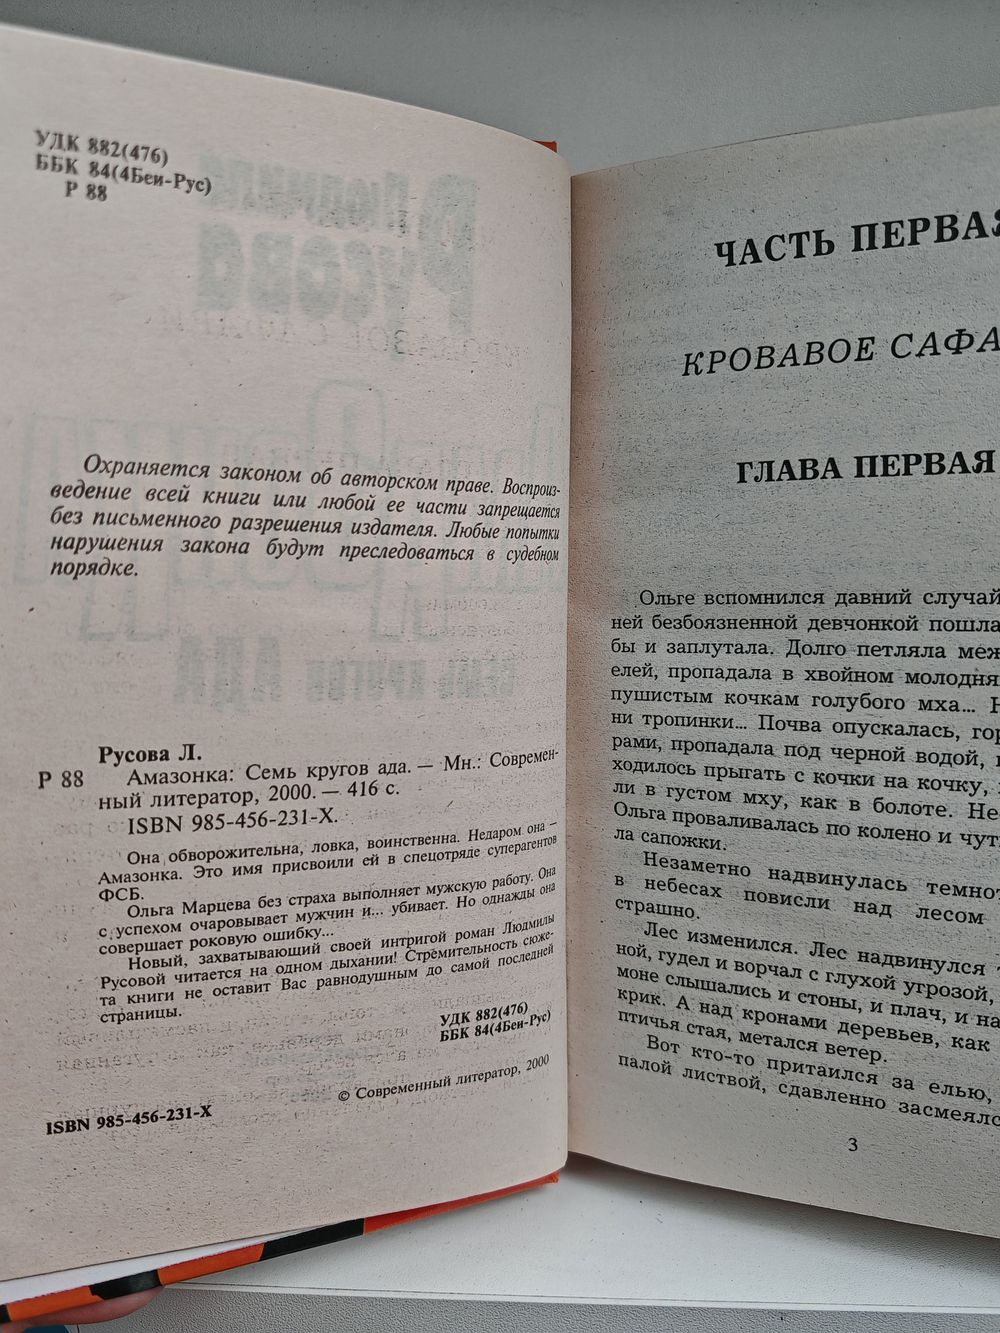 УДК 882(476)
ББК 84(4Беи-Рус)
Р 88
Охраняется законом об авторском праве. Воспроиз-
ведение всей книги или любой ее части запрещается
без письменного разрешения издателя. Любые попытки
нарушения закона будут преследоваться в судебном
порядке.
Русова Л.
Р 88 Амазонка: Семь кругов ада. — Мн.: Современ-
ный литератор, 2000. — 416 с.
ISBN 985-456-231-X.
Она обворожительна, ловка, воинственна. Недаром она –
Амазонка. Это имя присвоили ей в спецотряде суперагентов
ФСБ.
Ольга Марцева без страха выполняет мужскую работу. Она
с успехом очаровывает мужчин и... убивает. Но однажды она
совершает роковую ошибку...
Новый, захватывающий своей интригой роман Людмилы
Русовой читается на одном дыхании! Стремительность сюже-
та книги не оставит Вас равнодушным до самой последней
страницы.
УДК 882(476)
ББК 84(4Беи-Рус)
© Современный литератор, 2000
ISBN 985-456-231-X
ЧАСТЬ ПЕРВАЯ
КРОВАВОЕ САФА
ГЛАВА ПЕРВАЯ
Ольге вспомнился давний случай
ней безбоязненной девчонкой пошла
бы и заплутала. Долго петляла меж
елей, пропадала в хвойном молодня
пушистым кочкам голубого мха... Н
ни тропинки... Почва опускалась, гор
рами, пропадала под черной водой,
ходилось прыгать с кочки на кочку,
ли в густом мху, как в болоте. Не
Ольга проваливалась по колено и чут
ла сапожки.
Незаметно надвинулась темнот
в небесах повисли над лесом
страшно.
Лес изменился. Лес надвинулся
ной, гудел и ворчал с глухой угрозой,
моне слышались и стоны, и плач, и на
крик. А над кронами деревьев, как
птичья стая, метался ветер.
Вот кто-то притаился за елью,
палой листвой, сдавленно засмеялс
3